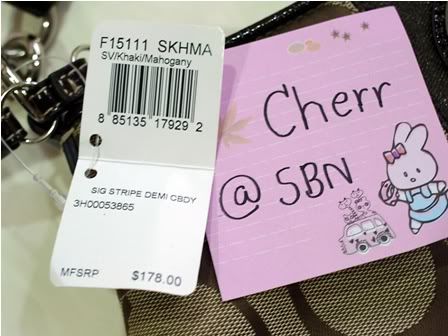 F15111 SKHMA
SV/Khaki/Mahogany
8 85135 17929 2
SIG STRIPE DEMI CBDY
3H00053865
MFSRP $178.00
Cherr
@ SBN